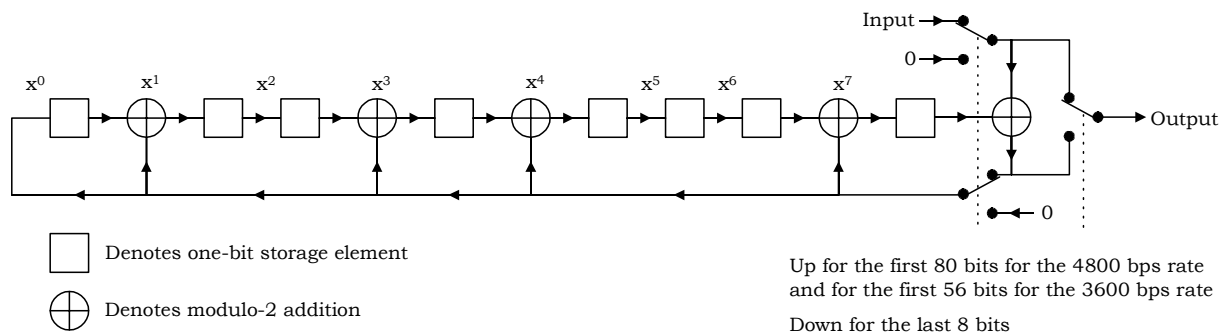 Input
0
x⁰ x¹ x² x³ x⁴ x⁵ x⁶ x⁷
Output
0
Denotes one-bit storage element
Denotes modulo-2 addition
Up for the first 80 bits for the 4800 bps rate
and for the first 56 bits for the 3600 bps rate
Down for the last 8 bits